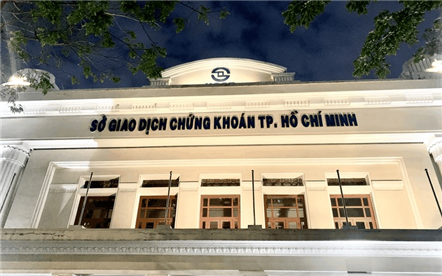 SỞ GIAO DỊCH CHỨNG KHOÁN TP. HỒ CHÍ MINH